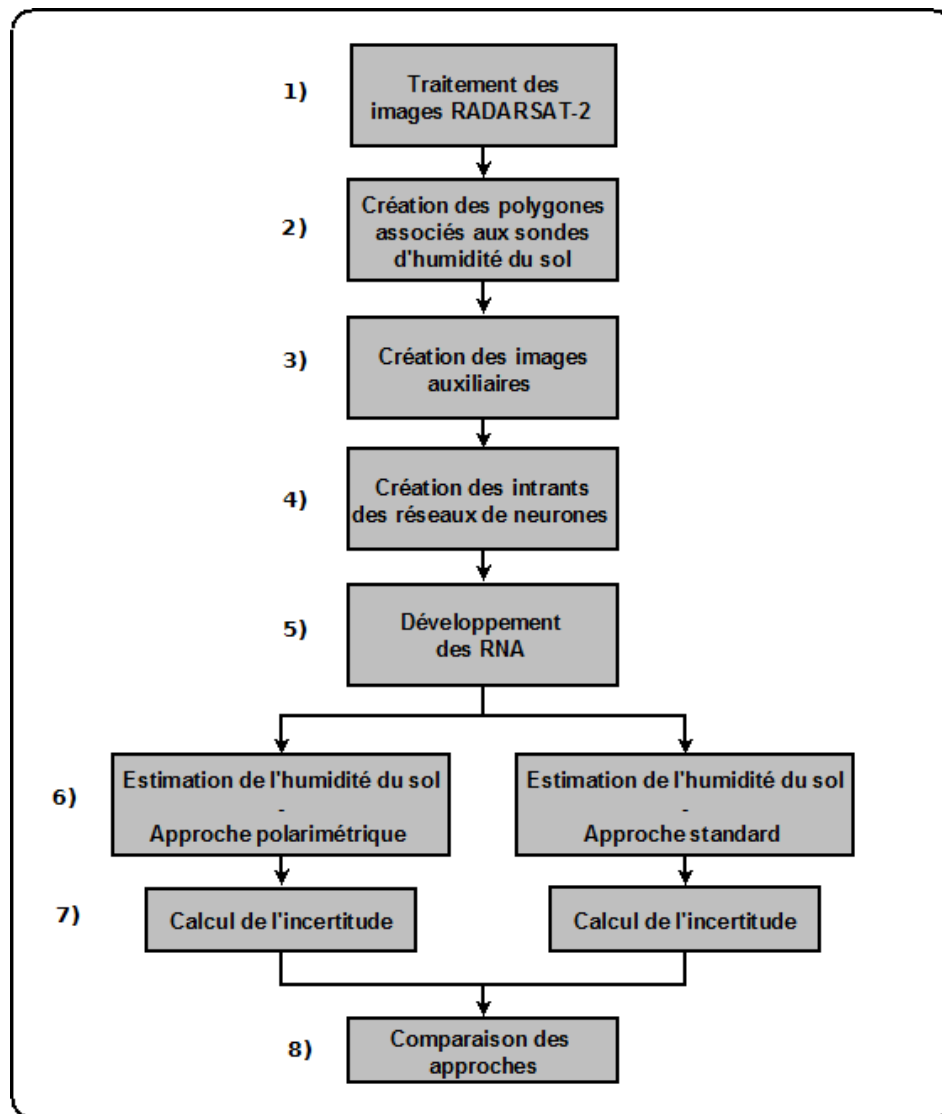 1)
Traitement des
images RADARSAT-2
2)
Création des polygones
associés aux sondes
d'humidité du sol
3)
Création des images
auxiliaires
4)
Création des intrants
des réseaux de neurones
5)
Développement
des RNA
6)
Estimation de l'humidité du sol
-
Approche polarimétrique
Estimation de l'humidité du sol
-
Approche standard
7)
Calcul de l'incertitude
Calcul de l'incertitude
8)
Comparaison des
approches